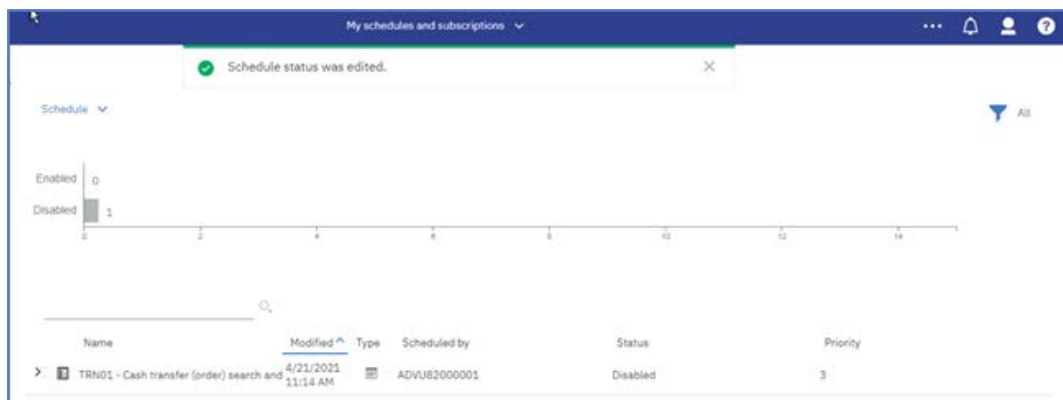 My schedules and subscriptions
Schedule status was edited.
Schedule
All
Enabled 0
Disabled 1
0 2 4 6 8 10 12 14
Name Modified Type Scheduled by Status Priority
TRN01 - Cash transfer (order) search and 4/21/2021 ADVU82000001 Disabled 3
11:14 AM